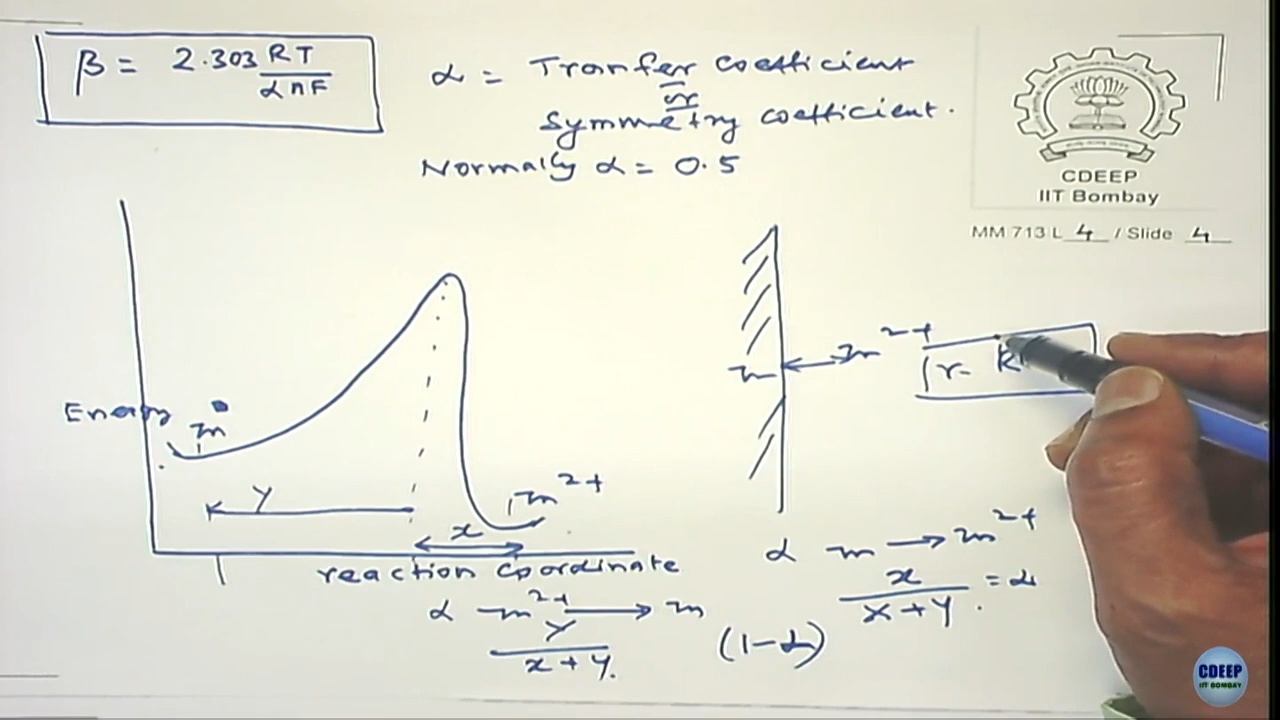 β = 2.303 RT / αnF
α = Tranfer coefficient
or
Symmetry coefficient.
Normally α = 0.5
CDEEP
IIT Bombay
MM 713 L 4 / Slide 4
Energy
m°
y
x
m²⁺
reaction coordinate
α m²⁺ → m
y / x + y.
(1-α)
m ← m²⁺
r = k
α m → m²⁺
x / x + y. = α
CDEEP
IIT BOMBAY